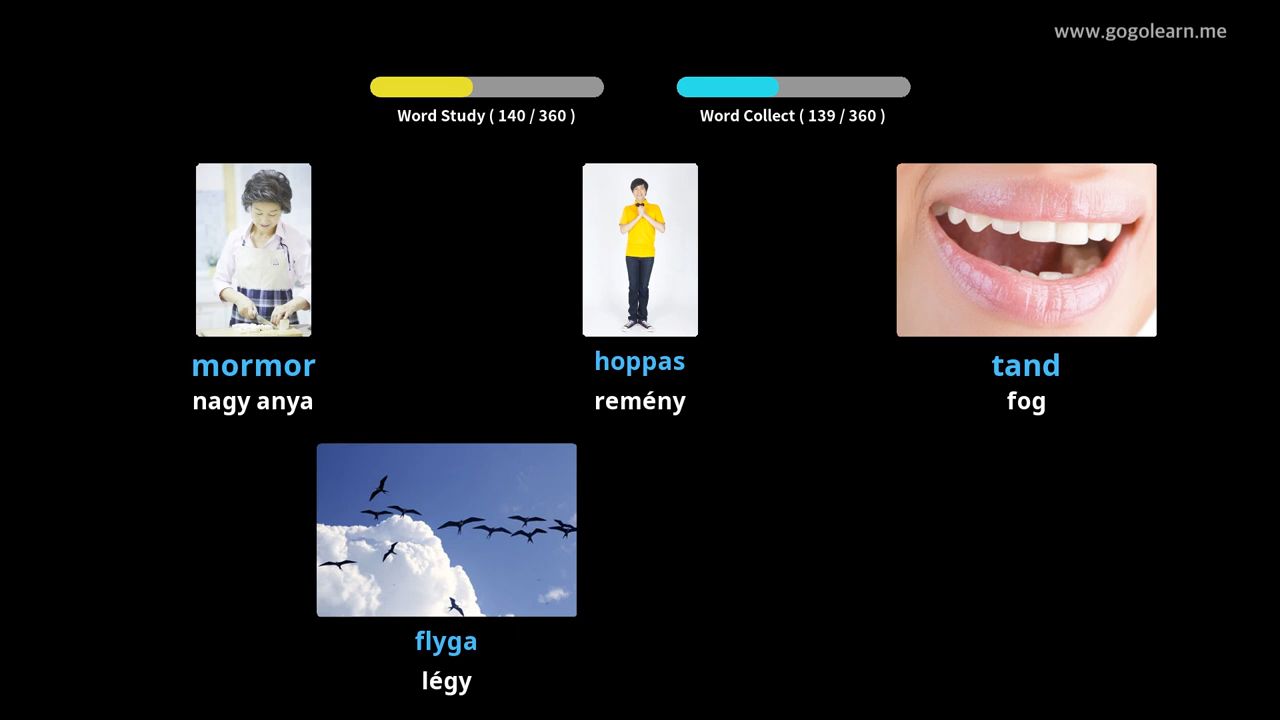 www.gogolearn.me
Word Study ( 140 / 360 )
Word Collect ( 139 / 360 )
mormor
nagy anya
hoppas
remény
tand
fog
flyga
légy